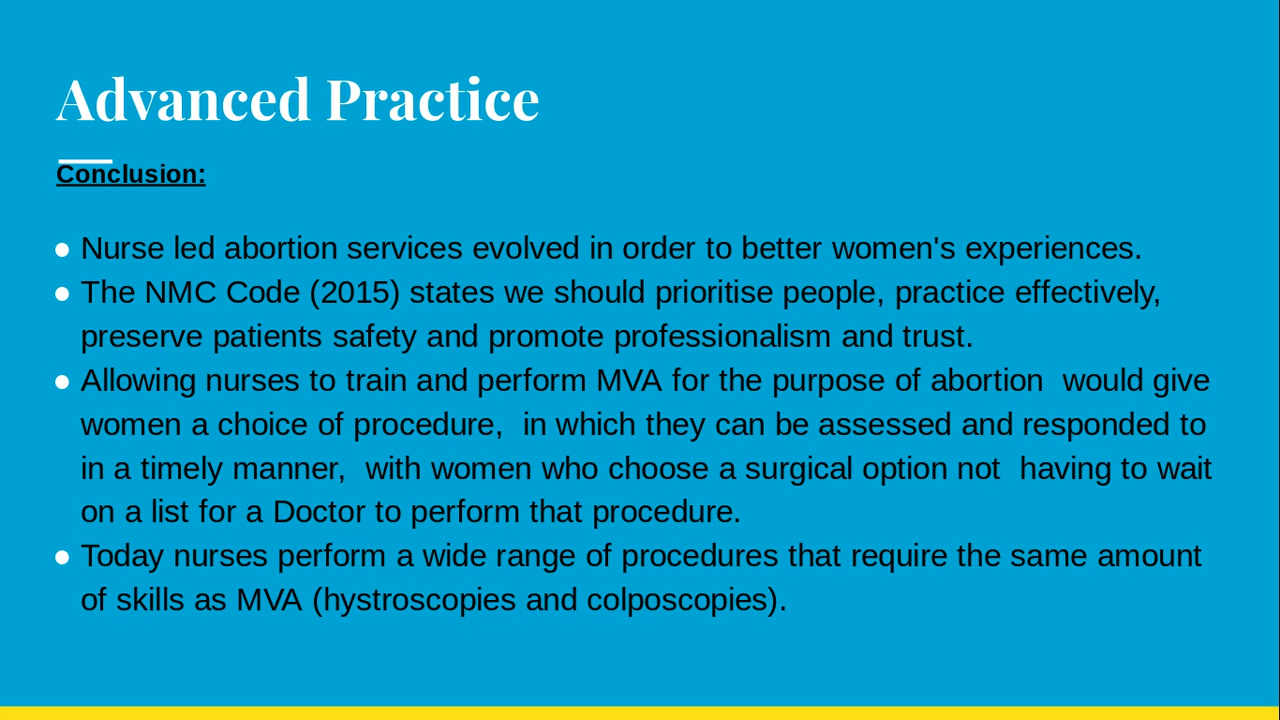 Advanced Practice
Conclusion:
● Nurse led abortion services evolved in order to better women's experiences.
● The NMC Code (2015) states we should prioritise people, practice effectively,
preserve patients safety and promote professionalism and trust.
● Allowing nurses to train and perform MVA for the purpose of abortion  would give
women a choice of procedure,  in which they can be assessed and responded to
in a timely manner,  with women who choose a surgical option not  having to wait
on a list for a Doctor to perform that procedure.
● Today nurses perform a wide range of procedures that require the same amount
of skills as MVA (hystroscopies and colposcopies).